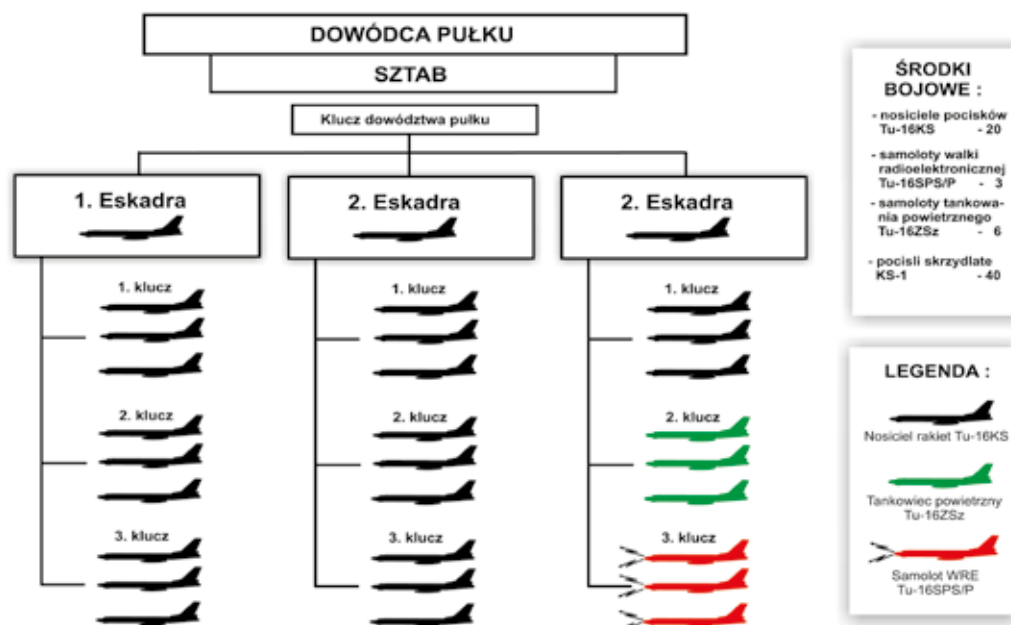 DOWÓDCA PUŁKU
SZTAB
Klucz dowództwa pułku
1. Eskadra
1. klucz
2. klucz
3. klucz
2. Eskadra
1. klucz
2. klucz
3. klucz
2. Eskadra
1. klucz
2. klucz
3. klucz
ŚRODKI
BOJOWE :
- nosiciele pocisków
Tu-16KS - 20
- samoloty walki
radioelektronicznej
Tu-16SPS/P - 3
- samoloty tankowa-
nia powietrznego
Tu-16ZSz - 6
- pocisli skrzydlate
KS-1 - 40
LEGENDA :
Nosiciel rakiet Tu-16KS
Tankowiec powietrzny
Tu-16ZSz
Samolot WRE
Tu-16SPS/P